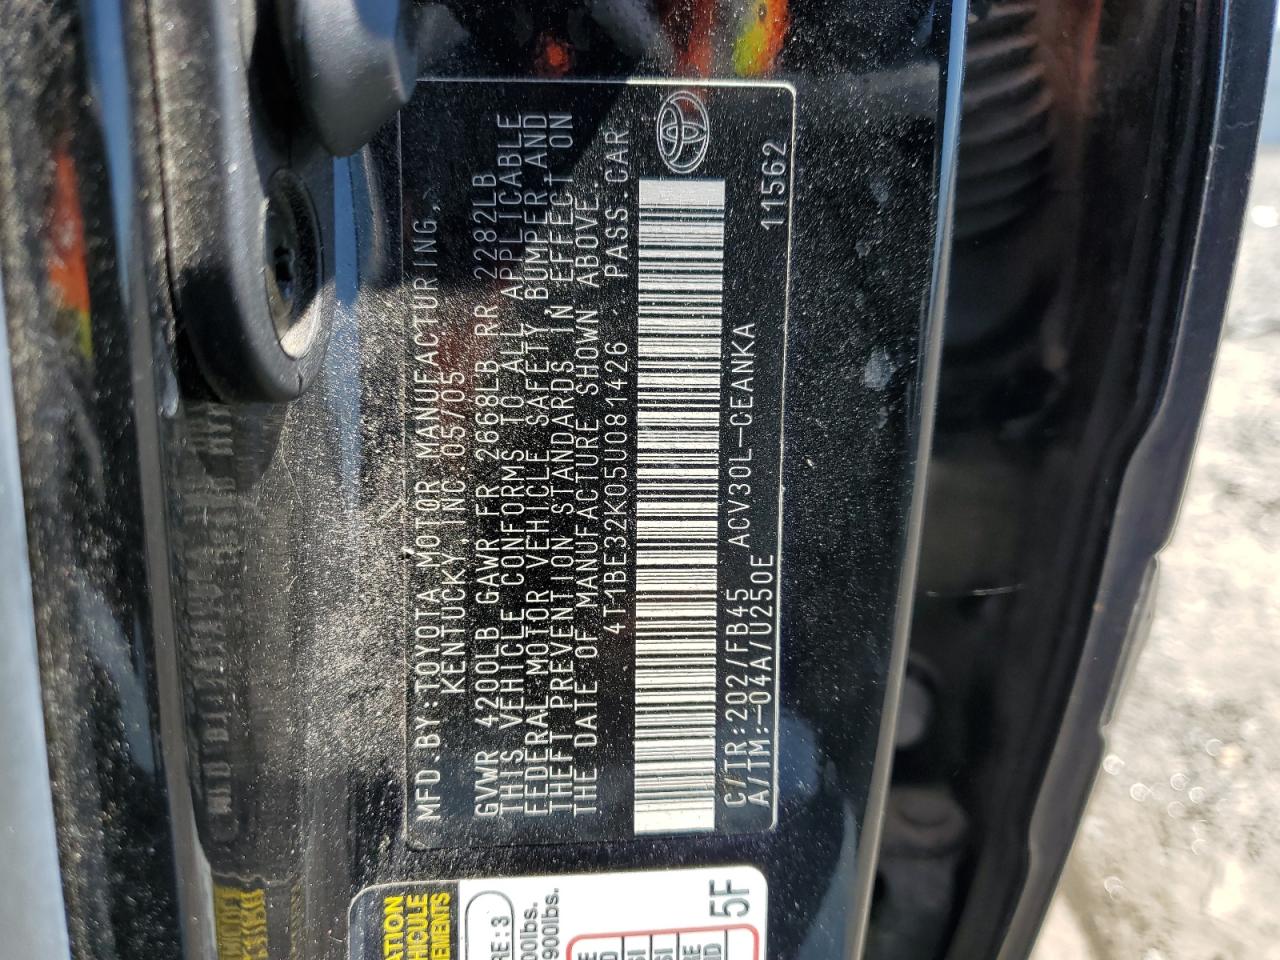 MFD.BY:TOYOTA MOTOR MANUFACTURING,
KENTUCKY, INC.05/05
GVWR 4200LB GAWR FR 2668LB RR 2282LB
THIS VEHICLE CONFORMS TO ALL APPLICABLE
FEDERAL MOTOR VEHICLE SAFETY BUMPER AND
THEFT PREVENTION STANDARDS IN EFFECT ON
THE DATE OF MANUFACTURE SHOWN ABOVE.
4T1BE32K05U081426 PASS.CAR
C/TR:202/FB45 ACV30L-CEANKA
A/TM:-04A/U250E 11562
5F